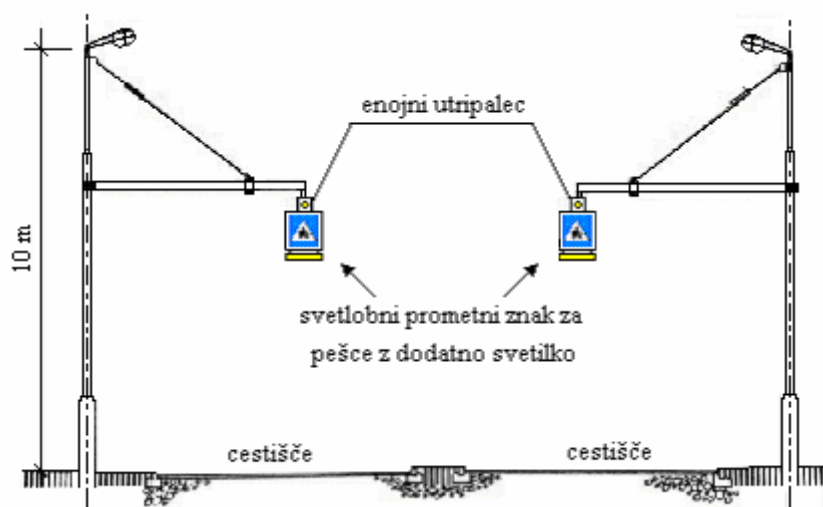 enojni utripalec
10 m
svetlobni prometni znak za
pešce z dodatno svetilko
cestišče
cestišče